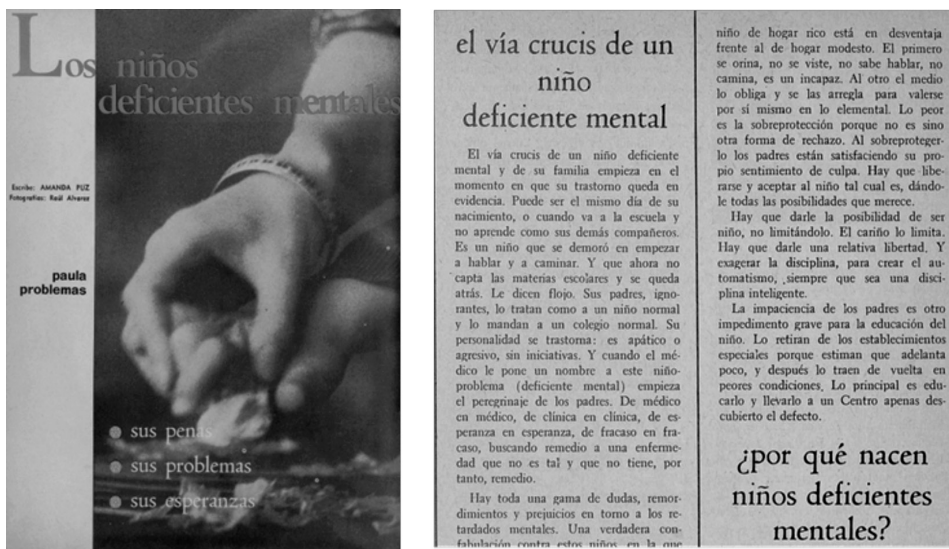 Los niños
deficientes mentales
Escribe: AMANDA PUZ
Fotografías: Raúl Alvarez
paula
problemas
sus penas
sus problemas
sus esperanzas
el vía crucis de un
niño
deficiente mental
El vía crucis de un niño deficiente
mental y de su familia empieza en el
momento en que su trastorno queda en
evidencia. Puede ser el mismo día de su
nacimiento, o cuando va a la escuela y
no aprende como sus demás compañeros.
Es un niño que se demoró en empezar
a hablar y a caminar. Y que ahora no
capta las materias escolares y se queda
atrás. Le dicen flojo. Sus padres, igno-
rantes, lo tratan como a un niño normal
y lo mandan a un colegio normal. Su
personalidad se trastorna: es apático o
agresivo, sin iniciativas. Y cuando el mé-
dico le pone un nombre a este niño-
problema (deficiente mental) empieza
el peregrinaje de los padres. De médico
en médico, de clínica en clínica, de es-
peranza en esperanza, de fracaso en fra-
caso, buscando remedio a una enferme-
dad que no es tal y que no tiene, por
tanto, remedio.
Hay toda una gama de dudas, remor-
dimientos y prejuicios en torno a los re-
tardados mentales. Una verdadera con-
fabulación contra estos niños en la que
niño de hogar rico está en desventaja
frente al de hogar modesto. El primero
se orina, no se viste, no sabe hablar, no
camina, es un incapaz. Al otro el medio
lo obliga y se las arregla para valerse
por sí mismo en lo elemental. Lo peor
es la sobreprotección porque no es sino
otra forma de rechazo. Al sobreproteger-
lo los padres están satisfaciendo su pro-
pio sentimiento de culpa. Hay que libe-
rarse y aceptar al niño tal cual es, dándo-
le todas las posibilidades que merece.
Hay que darle la posibilidad de ser
niño, no limitándolo. El cariño lo limita.
Hay que darle una relativa libertad. Y
exagerar la disciplina, para crear el au-
tomatismo, siempre que sea una disci-
plina inteligente.
La impaciencia de los padres es otro
impedimento grave para la educación del
niño. Lo retiran de los establecimientos
especiales porque estiman que adelanta
poco, y después lo traen de vuelta en
peores condiciones. Lo principal es edu-
carlo y llevarlo a un Centro apenas des-
cubierto el defecto.
¿por qué nacen
niños deficientes
mentales?